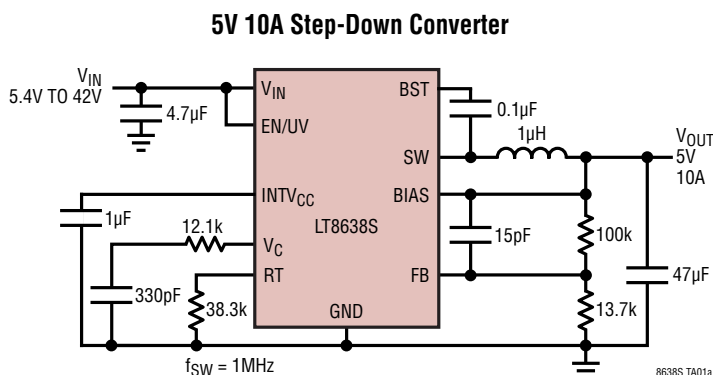 5V 10A Step-Down Converter
VIN
5.4V TO 42V
4.7µF
VIN
EN/UV
BST
0.1µF
1µH
SW
VOUT
5V
10A
INTVCC
BIAS
LT8638S
1µF
12.1k
VC
15pF
100k
RT
FB
330pF
38.3k
47µF
GND
13.7k
fSW = 1MHz
8638S TA01a